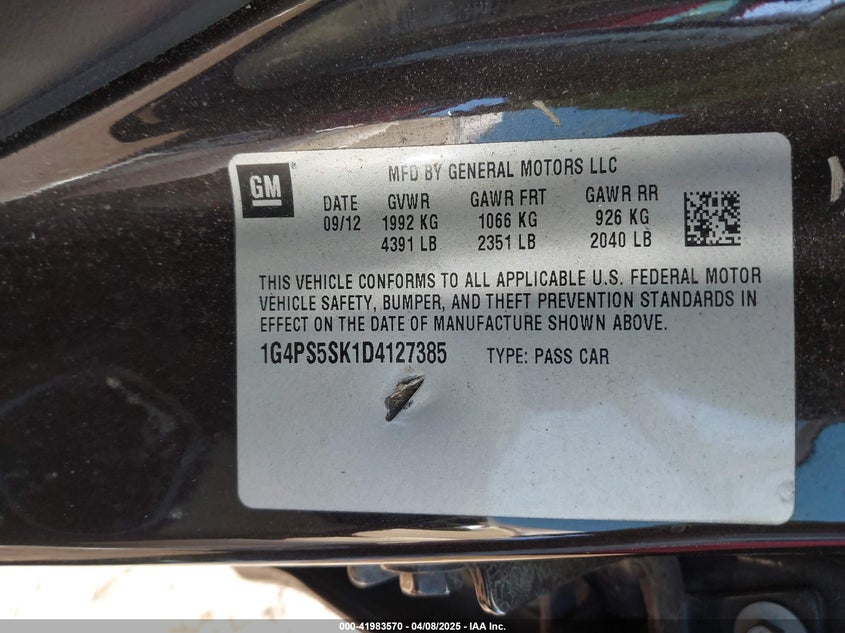 GM
MFD BY GENERAL MOTORS LLC
DATE GVWR GAWR FRT GAWR RR
09/12 1992 KG 1066 KG 926 KG
4391 LB 2351 LB 2040 LB
THIS VEHICLE CONFORMS TO ALL APPLICABLE U.S. FEDERAL MOTOR
VEHICLE SAFETY, BUMPER, AND THEFT PREVENTION STANDARDS IN
EFFECT ON THE DATE OF MANUFACTURE SHOWN ABOVE.
1G4PS5SK1D4127385 TYPE: PASS CAR
000-41983570 - 04/08/2025 - IAA Inc.